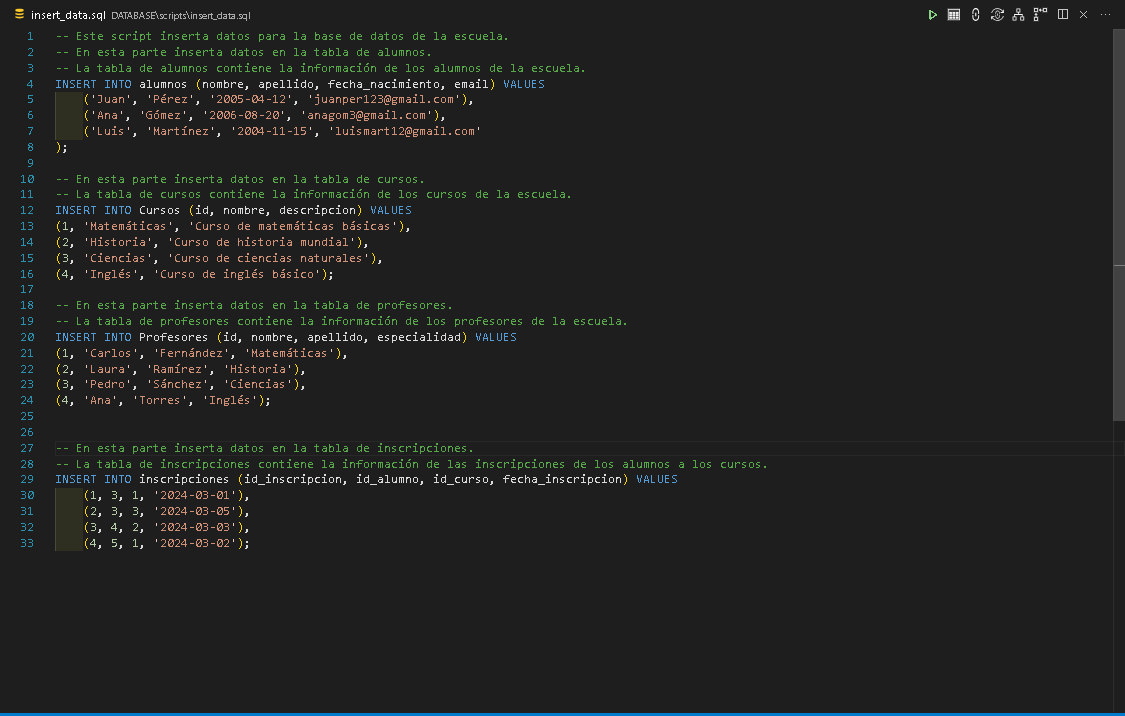 insert_data.sql DATABASE\scripts\insert_data.sql
1 -- Este script inserta datos para la base de datos de la escuela.
2 -- En esta parte inserta datos en la tabla de alumnos.
3 -- La tabla de alumnos contiene la información de los alumnos de la escuela.
4 INSERT INTO alumnos (nombre, apellido, fecha_nacimiento, email) VALUES
5 ('Juan', 'Pérez', '2005-04-12', 'juanper123@gmail.com'),
6 ('Ana', 'Gómez', '2006-08-20', 'anagom3@gmail.com'),
7 ('Luis', 'Martínez', '2004-11-15', 'luismart12@gmail.com'
8 );
9
10 -- En esta parte inserta datos en la tabla de cursos.
11 -- La tabla de cursos contiene la información de los cursos de la escuela.
12 INSERT INTO Cursos (id, nombre, descripcion) VALUES
13 (1, 'Matemáticas', 'Curso de matemáticas básicas'),
14 (2, 'Historia', 'Curso de historia mundial'),
15 (3, 'Ciencias', 'Curso de ciencias naturales'),
16 (4, 'Inglés', 'Curso de inglés básico');
17
18 -- En esta parte inserta datos en la tabla de profesores.
19 -- La tabla de profesores contiene la información de los profesores de la escuela.
20 INSERT INTO Profesores (id, nombre, apellido, especialidad) VALUES
21 (1, 'Carlos', 'Fernández', 'Matemáticas'),
22 (2, 'Laura', 'Ramírez', 'Historia'),
23 (3, 'Pedro', 'Sánchez', 'Ciencias'),
24 (4, 'Ana', 'Torres', 'Inglés');
25
26
27 -- En esta parte inserta datos en la tabla de inscripciones.
28 -- La tabla de inscripciones contiene la información de las inscripciones de los alumnos a los cursos.
29 INSERT INTO inscripciones (id_inscripcion, id_alumno, id_curso, fecha_inscripcion) VALUES
30 (1, 3, 1, '2024-03-01'),
31 (2, 3, 3, '2024-03-05'),
32 (3, 4, 2, '2024-03-03'),
33 (4, 5, 1, '2024-03-02');